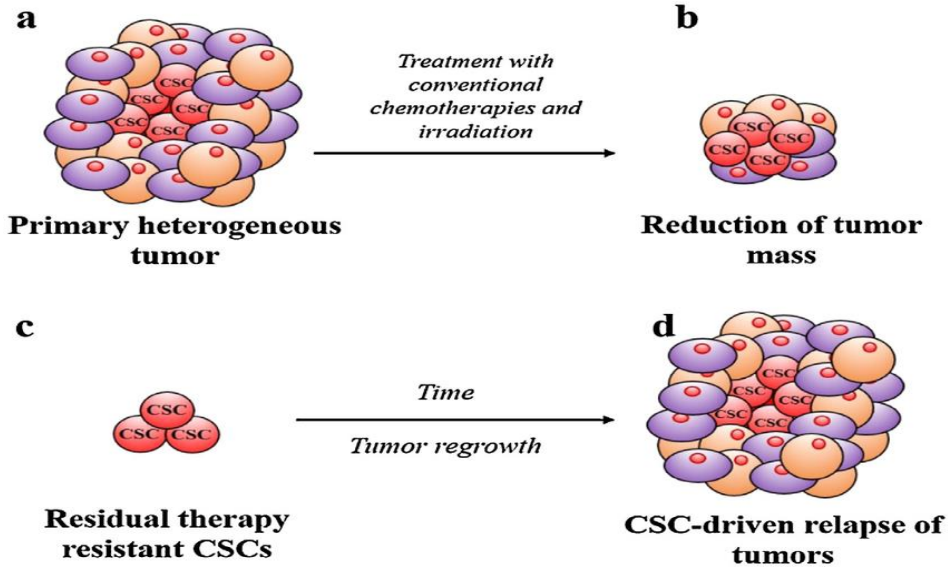 a
b
CSC
CSC
CSC
CSC
CSC
Treatment with
conventional
chemotherapies and
irradiation
CSC
CSC
CSC
CSC
Primary heterogeneous
tumor
Reduction of tumor
mass
c
d
CSC
CSC
CSC
Time
Tumor regrowth
CSC
CSC
CSC
CSC
CSC
Residual therapy
resistant CSCs
CSC-driven relapse of
tumors